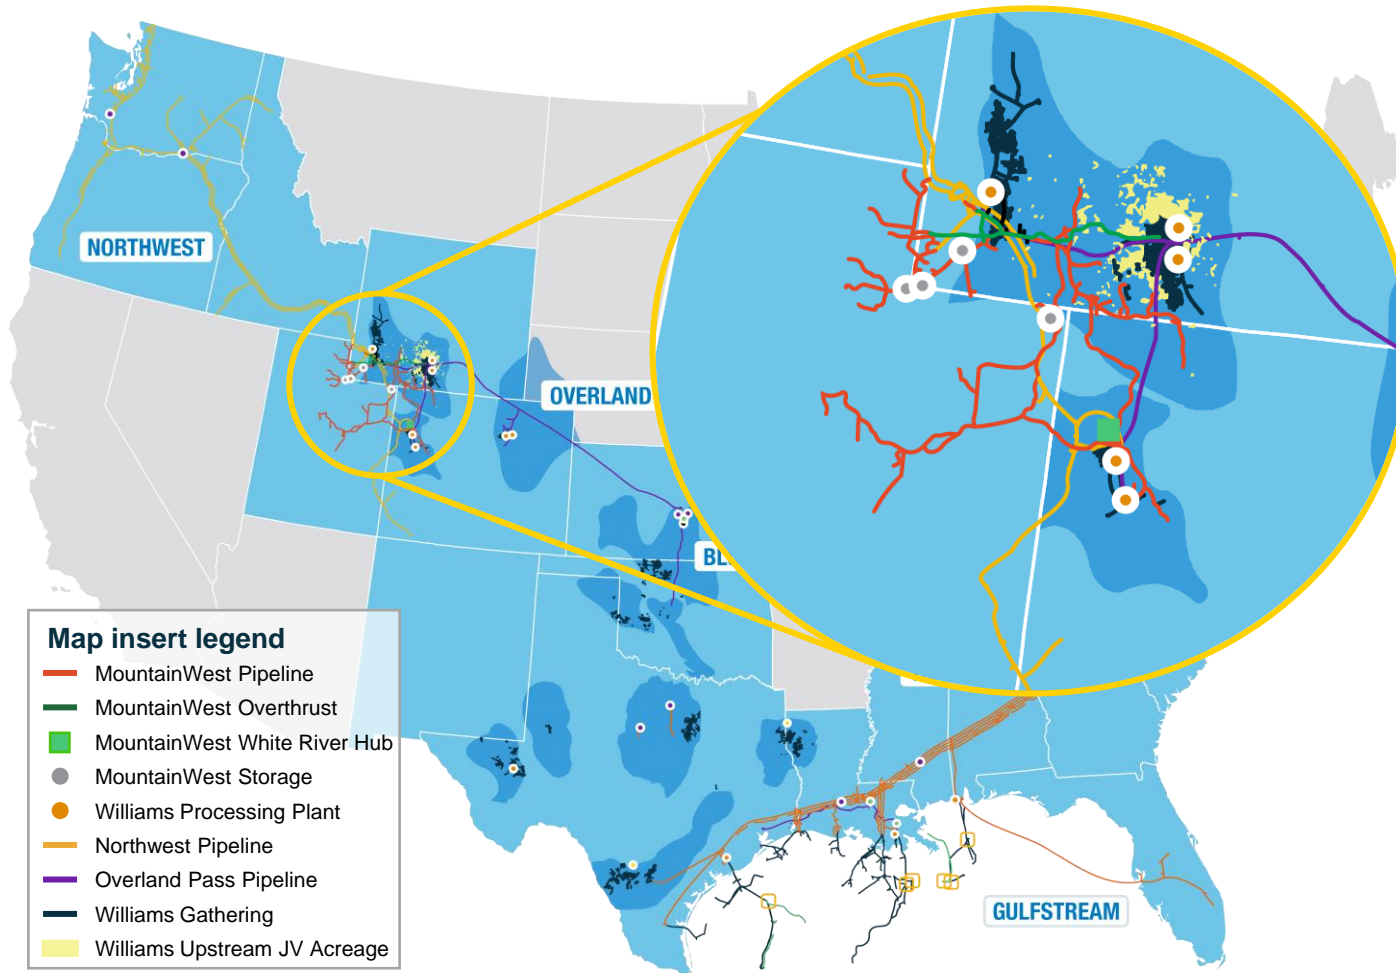 NORTHWEST
OVERLAND
Map insert legend
MountainWest Pipeline
MountainWest Overthrust
MountainWest White River Hub
MountainWest Storage
Williams Processing Plant
Northwest Pipeline
Overland Pass Pipeline
Williams Gathering
Williams Upstream JV Acreage
GULFSTREAM